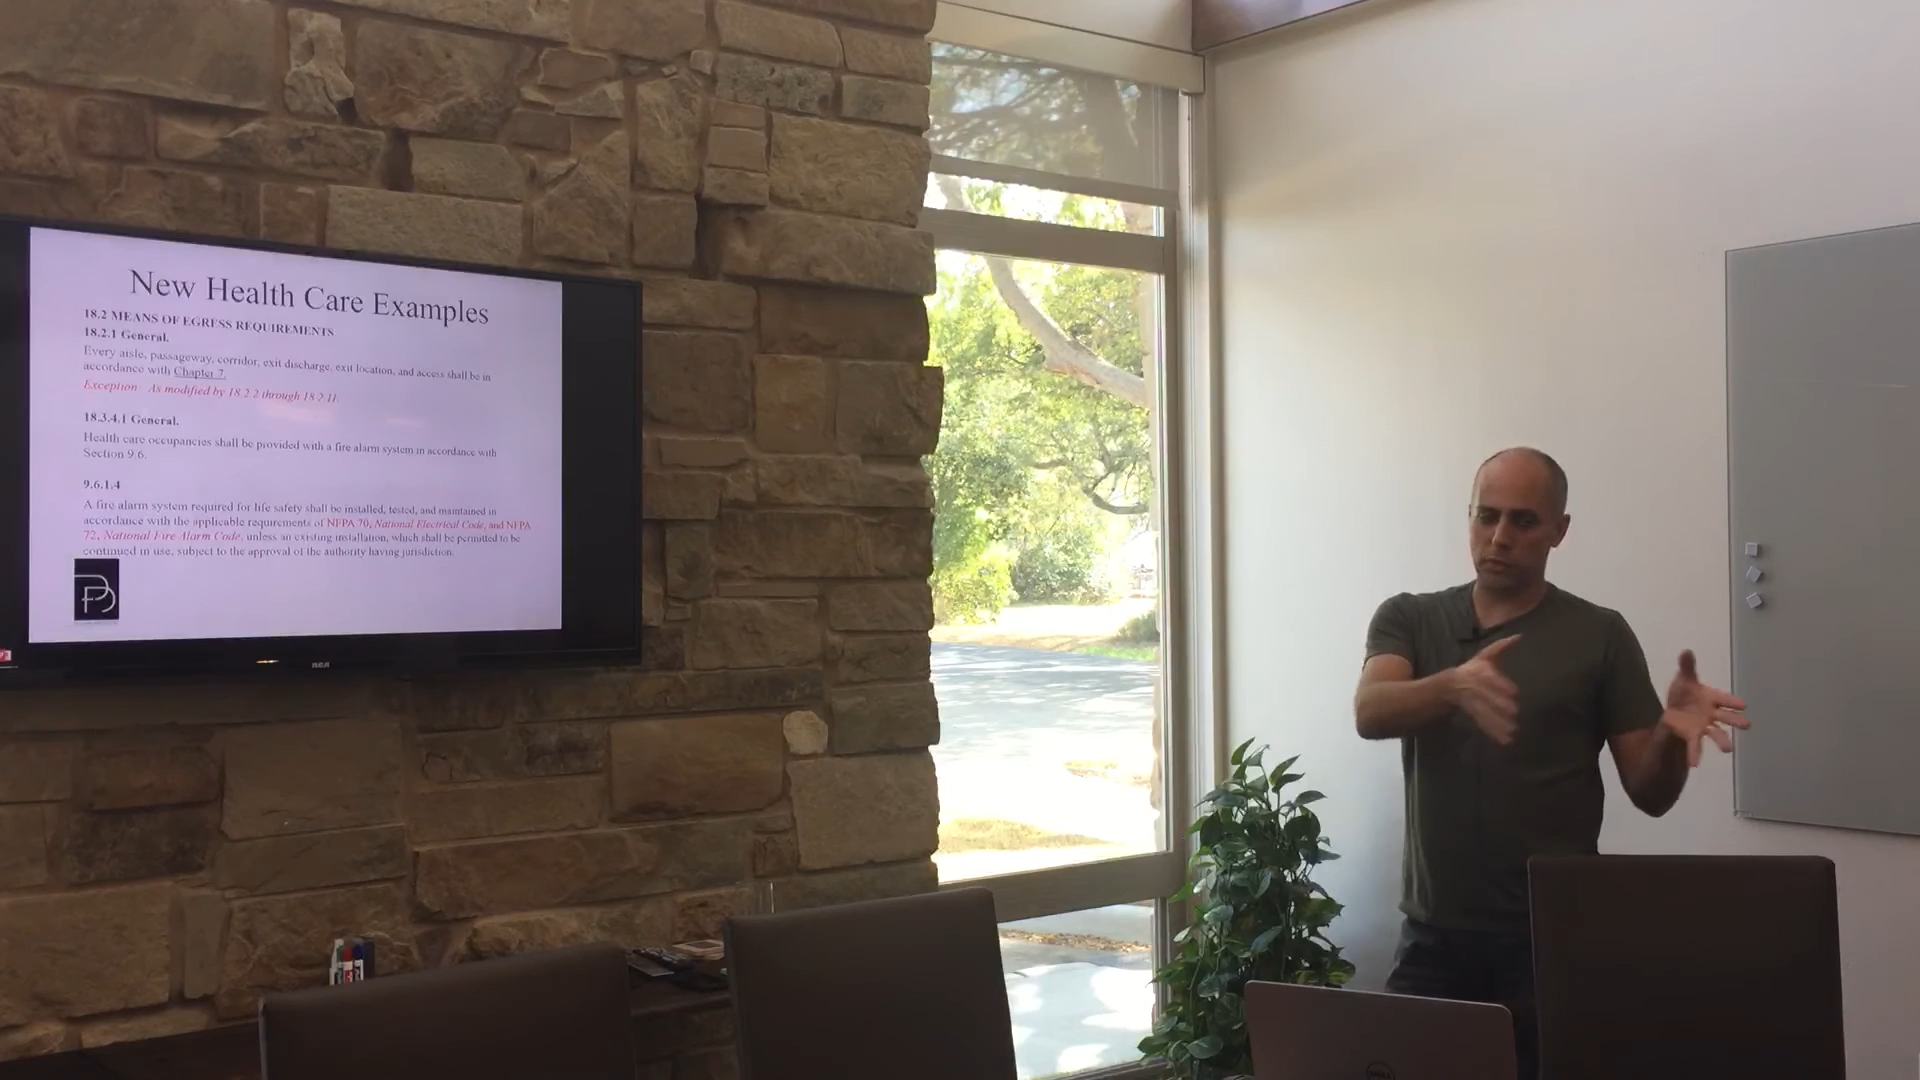 New Health Care Examples
18.2 MEANS OF EGRESS REQUIREMENTS
18.2.1 General.
Every aisle, passageway, corridor, exit discharge, exit location, and access shall be in
accordance with Chapter 7.
Exception: As modified by 18.2.2 through 18.2.11.
18.3.4.1 General.
Health care occupancies shall be provided with a fire alarm system in accordance with
Section 9.6.
9.6.1.4
A fire alarm system required for life safety shall be installed, tested, and maintained in
accordance with the applicable requirements of NFPA 70, National Electrical Code, and NFPA
72, National Fire Alarm Code, unless an existing installation, which shall be permitted to be
continued in use, subject to the approval of the authority having jurisdiction.
RCA
DELL